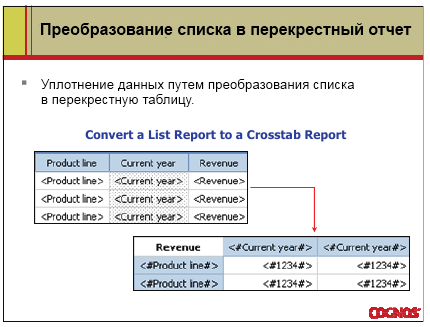 Преобразование списка в перекрестный отчет
Уплотнение данных путем преобразования списка
в перекрестную таблицу.
Convert a List Report to a Crosstab Report
Product line Current year Revenue
<Product line> <Current year> <Revenue>
<Product line> <Current year> <Revenue>
<Product line> <Current year> <Revenue>
Revenue <#Current year#> <#Current year#>
<#Product line#> <#1234#> <#1234#>
<#Product line#> <#1234#> <#1234#>
COGNOS